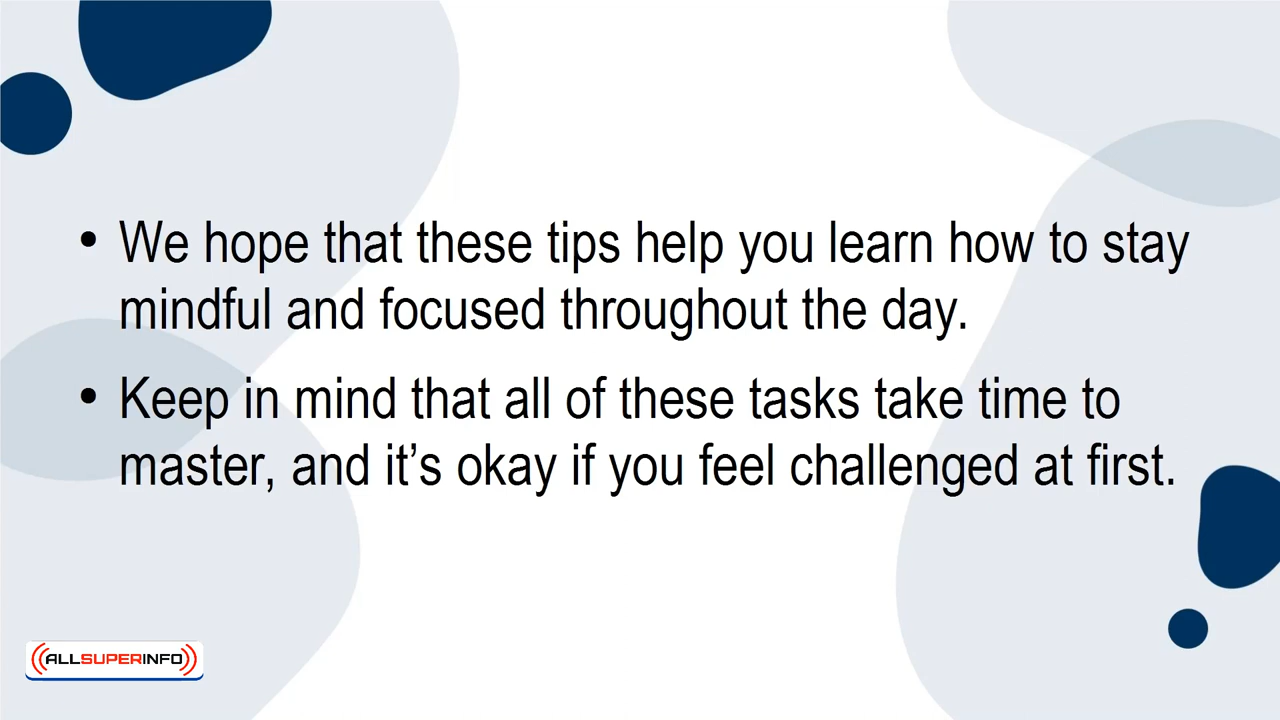 • We hope that these tips help you learn how to stay
mindful and focused throughout the day.
• Keep in mind that all of these tasks take time to
master, and it’s okay if you feel challenged at first.
ALLSUPERINFO